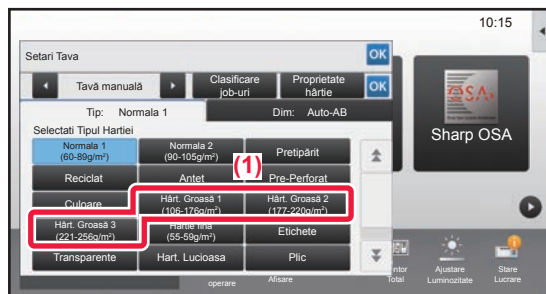 10:15
Setari Tava
OK
Tavă manuală
Clasificare job-uri
Proprietate hârtie
OK
Tip: Normala 1
Dim: Auto-AB
Selectati Tipul Hartiei
Normala 1
(60-89g/m²)
Normala 2
(90-105g/m²)
Pretipărit
(1)
Reciclat
Antet
Pre-Perforat
Culoare
Hârt. Groasă 1
(106-176g/m²)
Hârt. Groasă 2
(177-220g/m²)
Hârt. Groasă 3
(221-256g/m²)
Hartie fina
(55-59g/m²)
Etichete
Transparente
Hart. Lucioasa
Plic
OSA
Sharp OSA
operare
Afisare
Total
Ajustare
Luminozitate
Stare
Lucrare